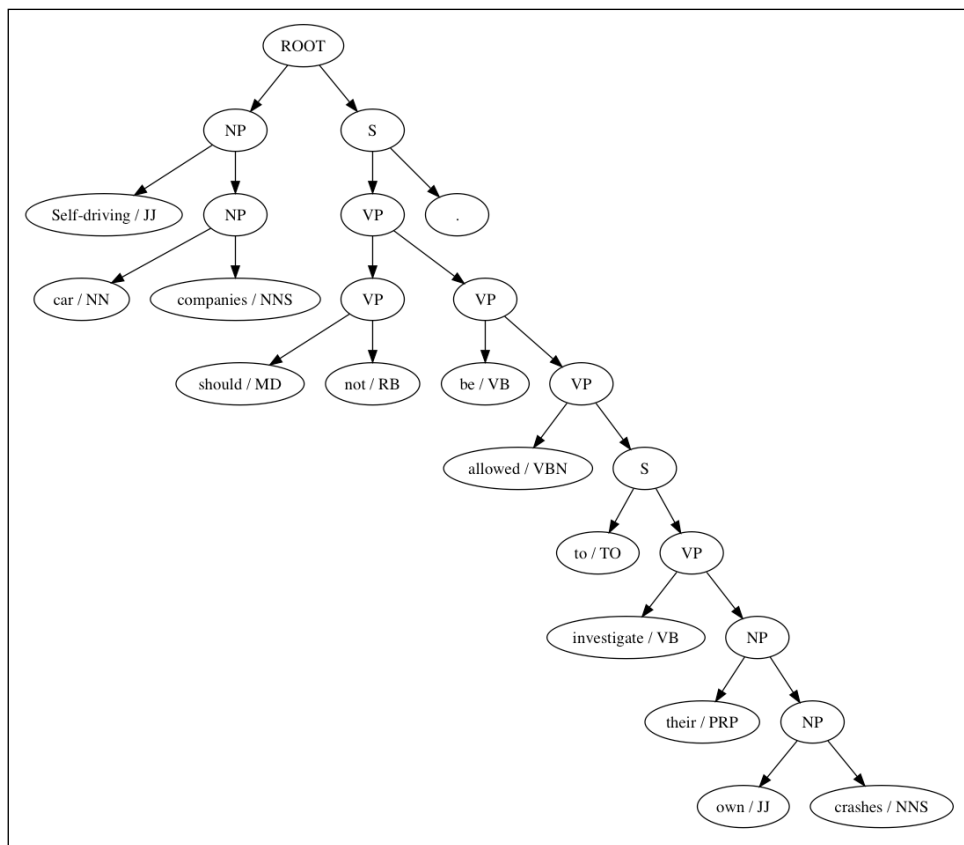 ROOT
NP S
Self-driving / JJ NP VP .
car / NN companies / NNS VP VP
should / MD not / RB be / VB VP
allowed / VBN S
to / TO VP
investigate / VB NP
their / PRP NP
own / JJ crashes / NNS